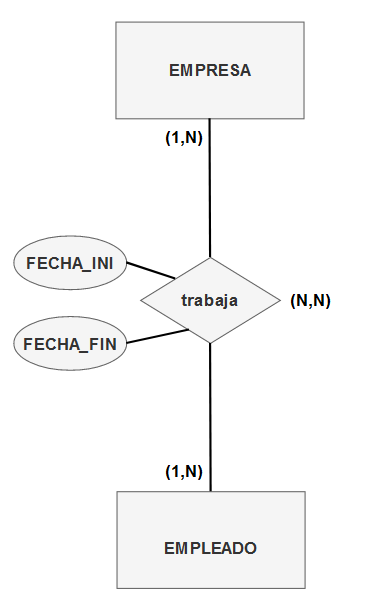 EMPRESA
(1,N)
FECHA_INI
trabaja
(N,N)
FECHA_FIN
(1,N)
EMPLEADO